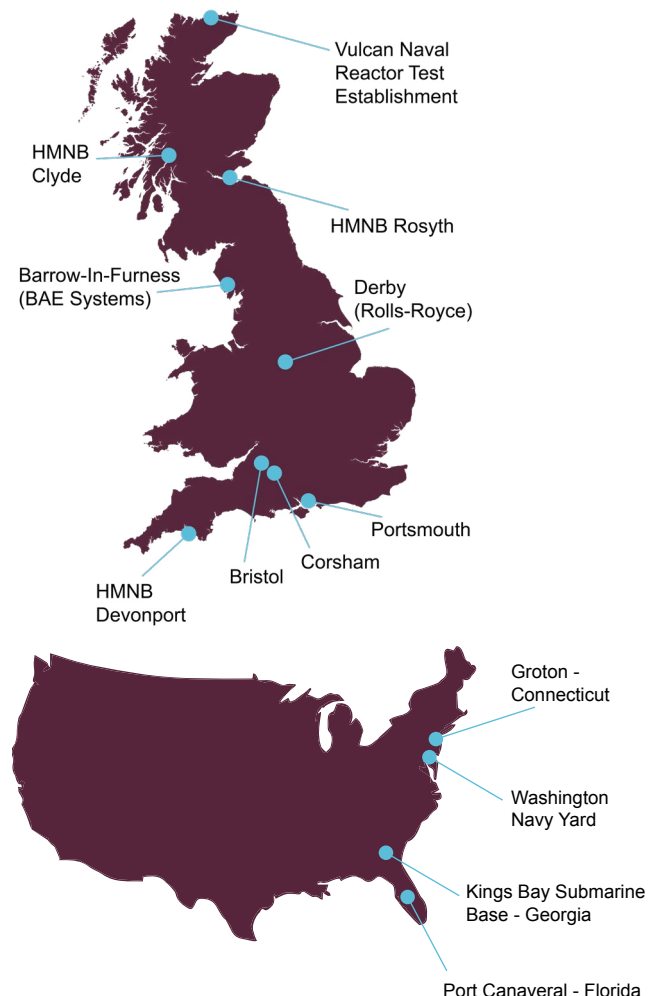 Vulcan Naval
Reactor Test
Establishment
HMNB
Clyde
HMNB Rosyth
Barrow-In-Furness
(BAE Systems)
Derby
(Rolls-Royce)
Portsmouth
Corsham
Bristol
HMNB
Devonport
Groton -
Connecticut
Washington
Navy Yard
Kings Bay Submarine
Base - Georgia
Port Canaveral - Florida